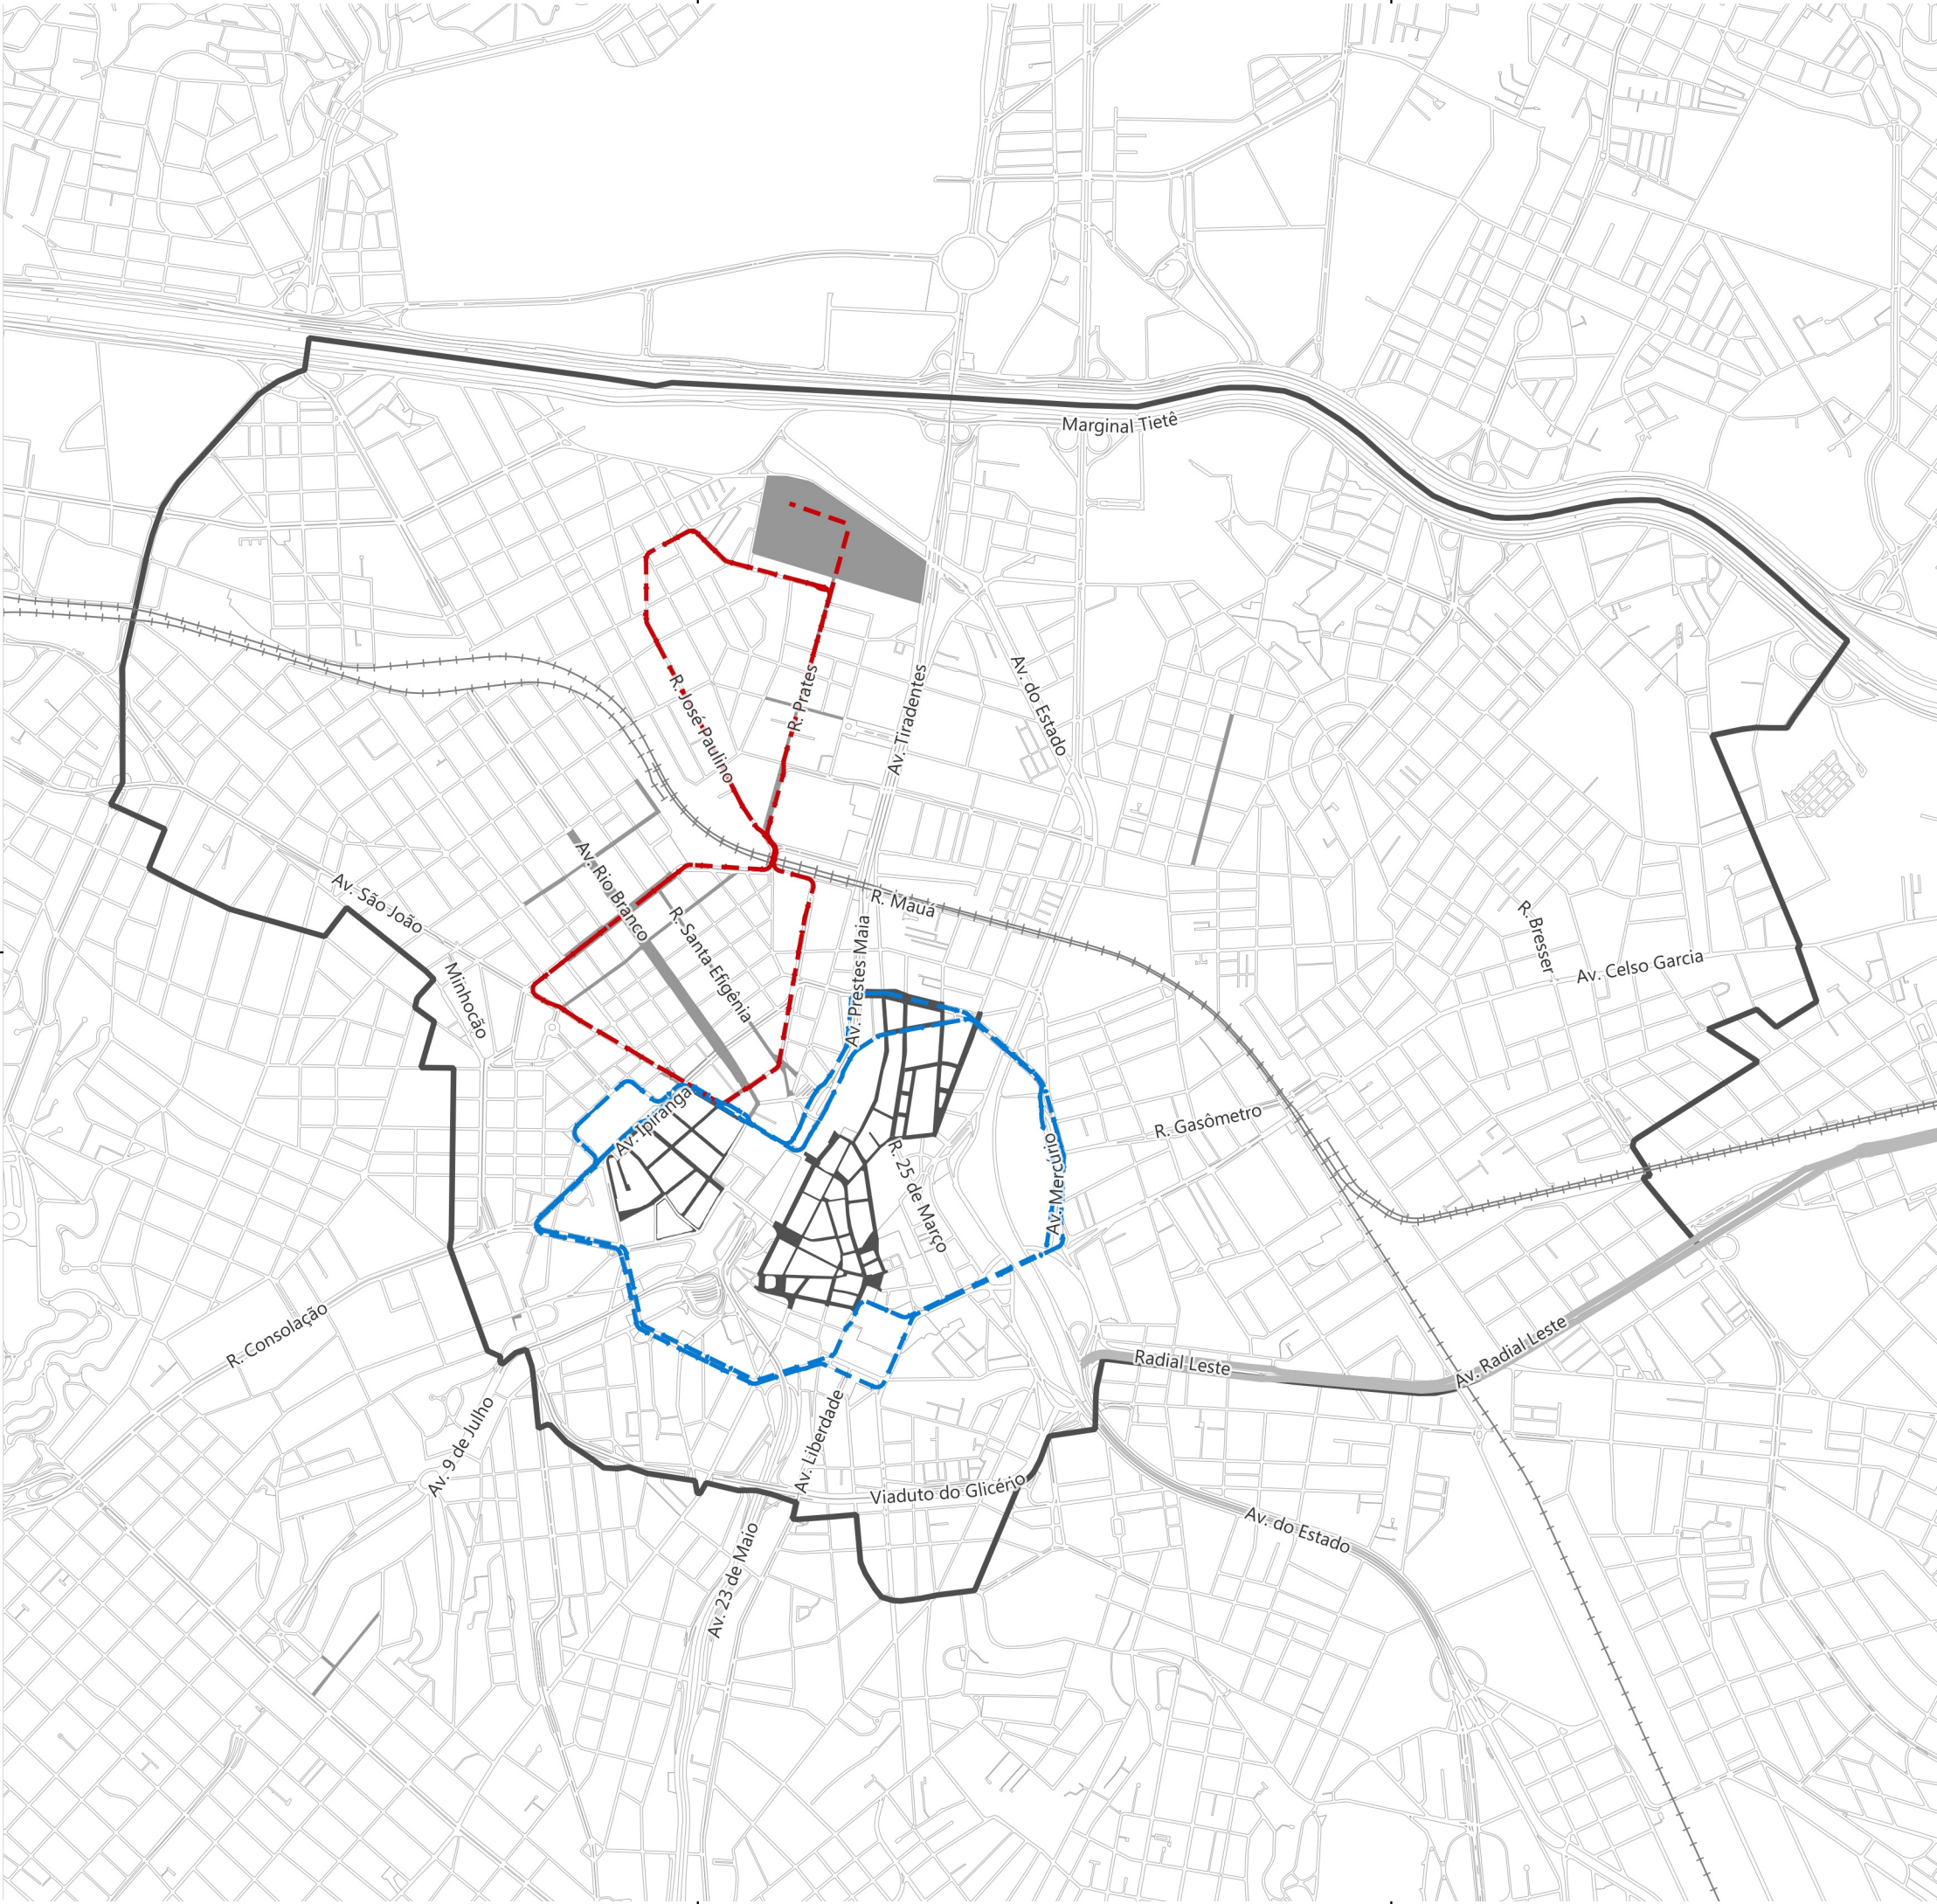 Marginal Tietê
R. José Paulino
R. Prates
Av. Tiradentes
Av. do Estado
Av. São João
Av. Rio Branco
R. Santa Efigênia
Av. Prestes Maia
R. Mauá
R. Bresser
Av. Celso Garcia
Minhocão
Av. Ipiranga
R. 25 de Março
Av. Mercúrio
R. Gasômetro
R. Consolação
Radial Leste
Av. Radial Leste
Av. 9 de Julho
Av. Liberdade
Viaduto do Glicério
Av. 23 de Maio
Av. do Estado